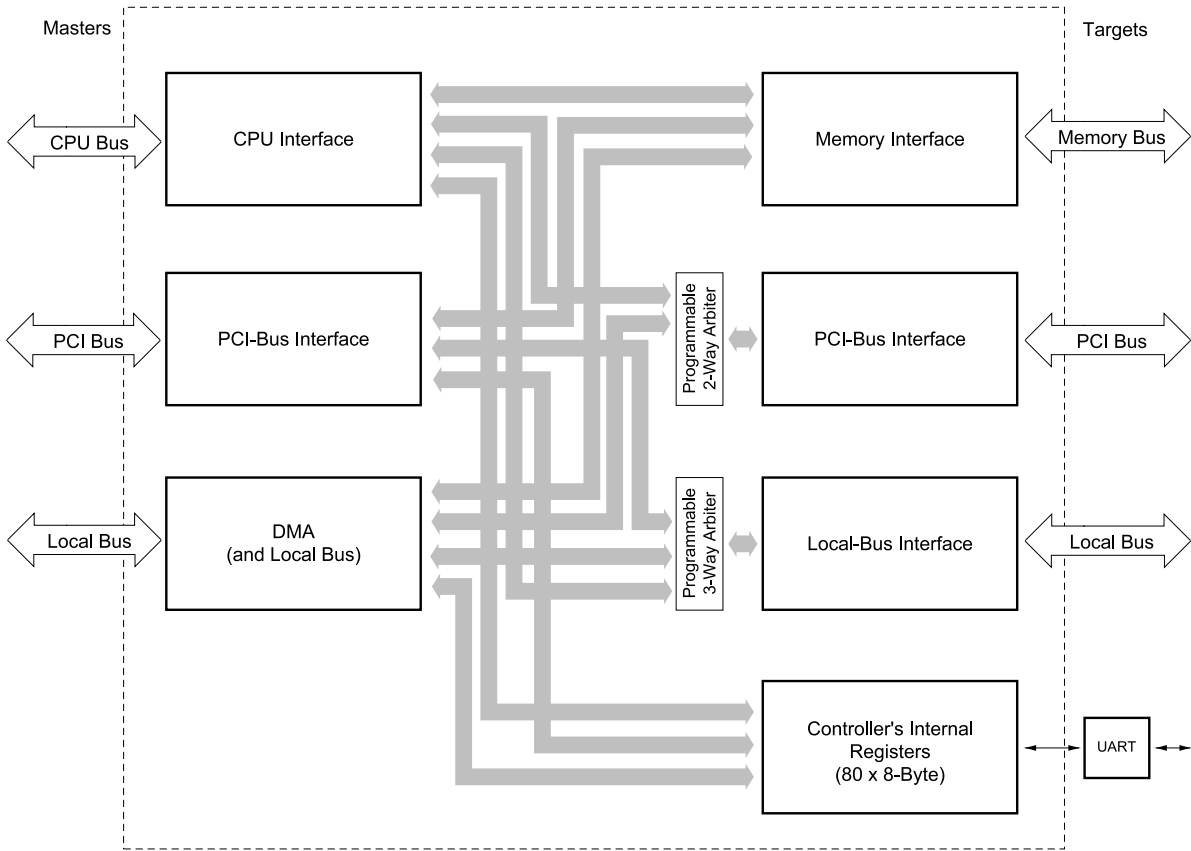 Masters
Targets
CPU Bus
CPU Interface
Memory Interface
Memory Bus
PCI Bus
PCI-Bus Interface
Programmable
2-Way Arbiter
PCI-Bus Interface
PCI Bus
Local Bus
DMA
(and Local Bus)
Programmable
3-Way Arbiter
Local-Bus Interface
Local Bus
Controller's Internal
Registers
(80 x 8-Byte)
UART